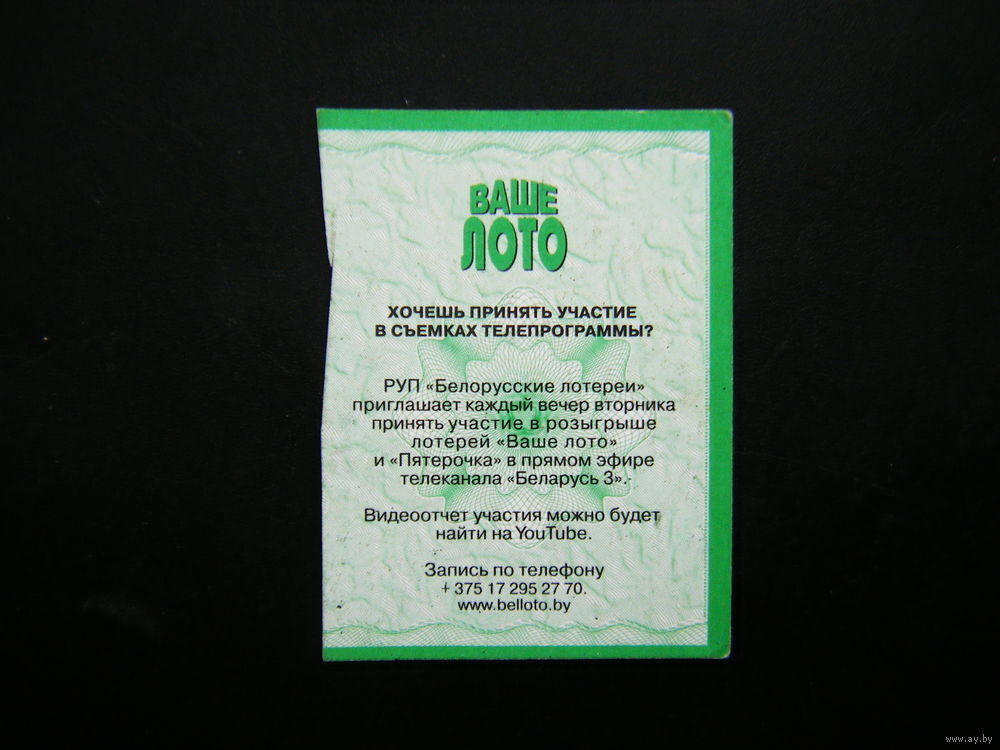 ВАШЕ
ЛОТО
ХОЧЕШЬ ПРИНЯТЬ УЧАСТИЕ
В СЪЕМКАХ ТЕЛЕПРОГРАММЫ?
РУП «Белорусские лотереи»
приглашает каждый вечер вторника
принять участие в розыгрыше
лотерей «Ваше лото»
и «Пятерочка» в прямом эфире
телеканала «Беларусь 3».
Видеоотчет участия можно будет
найти на YouTube.
Запись по телефону
+ 375 17 295 27 70.
www.belloto.by
www.ay.by